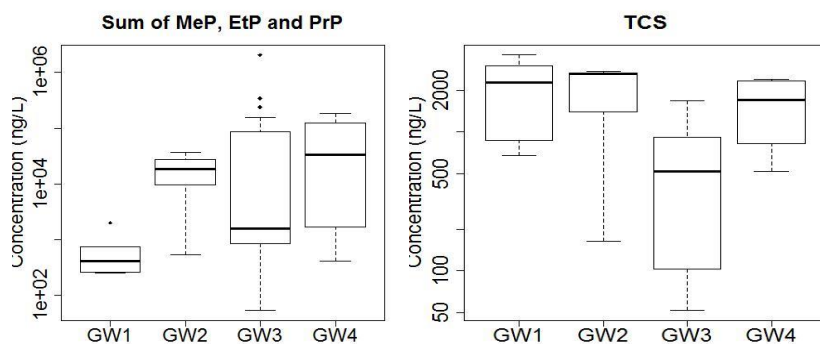 Sum of MeP, EtP and PrP
Concentration (ng/L)
1e+06
1e+04
1e+02
GW1 GW2 GW3 GW4
TCS
Concentration (ng/L)
2000
500
100
50
GW1 GW2 GW3 GW4